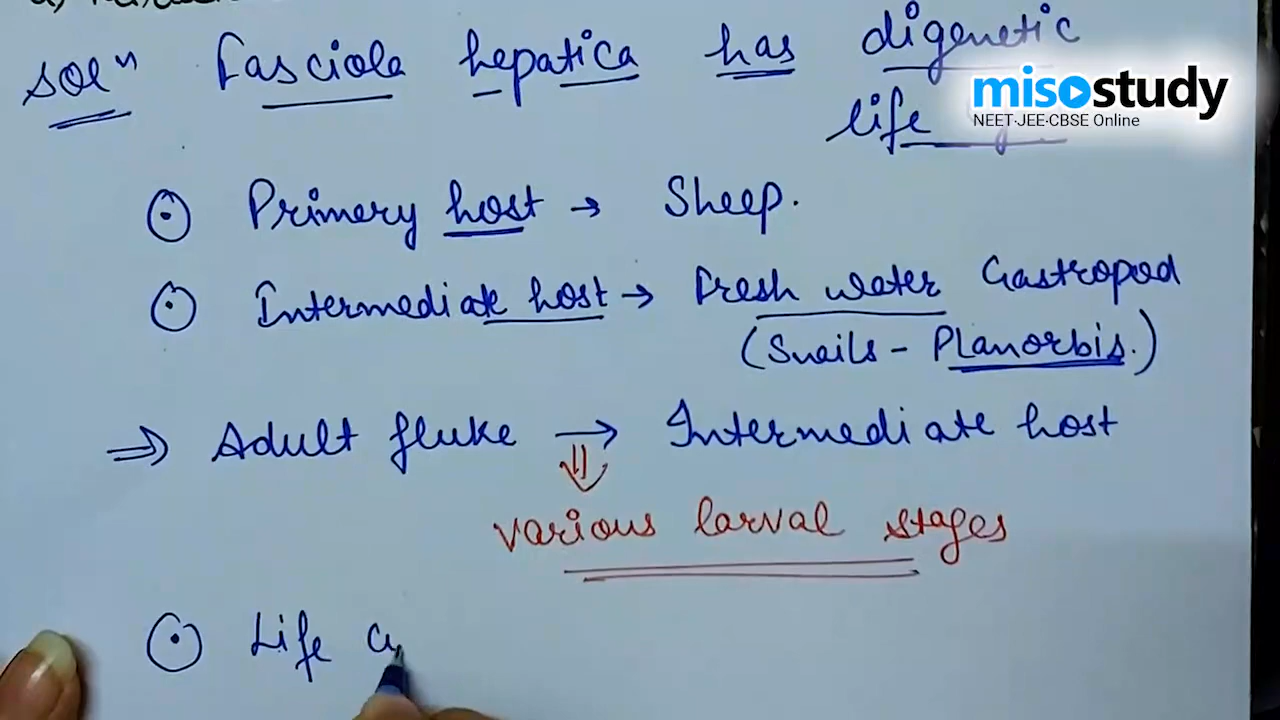 solⁿ Fasciola hepatica has digenetic
life
misostudy
NEET·JEE·CBSE Online
Primery host → Sheep.
Intermediate host → Fresh water Gastropod
(Snails - Planorbis.)
⇒ Adult fluke → Intermediate host
various larval stages
Life